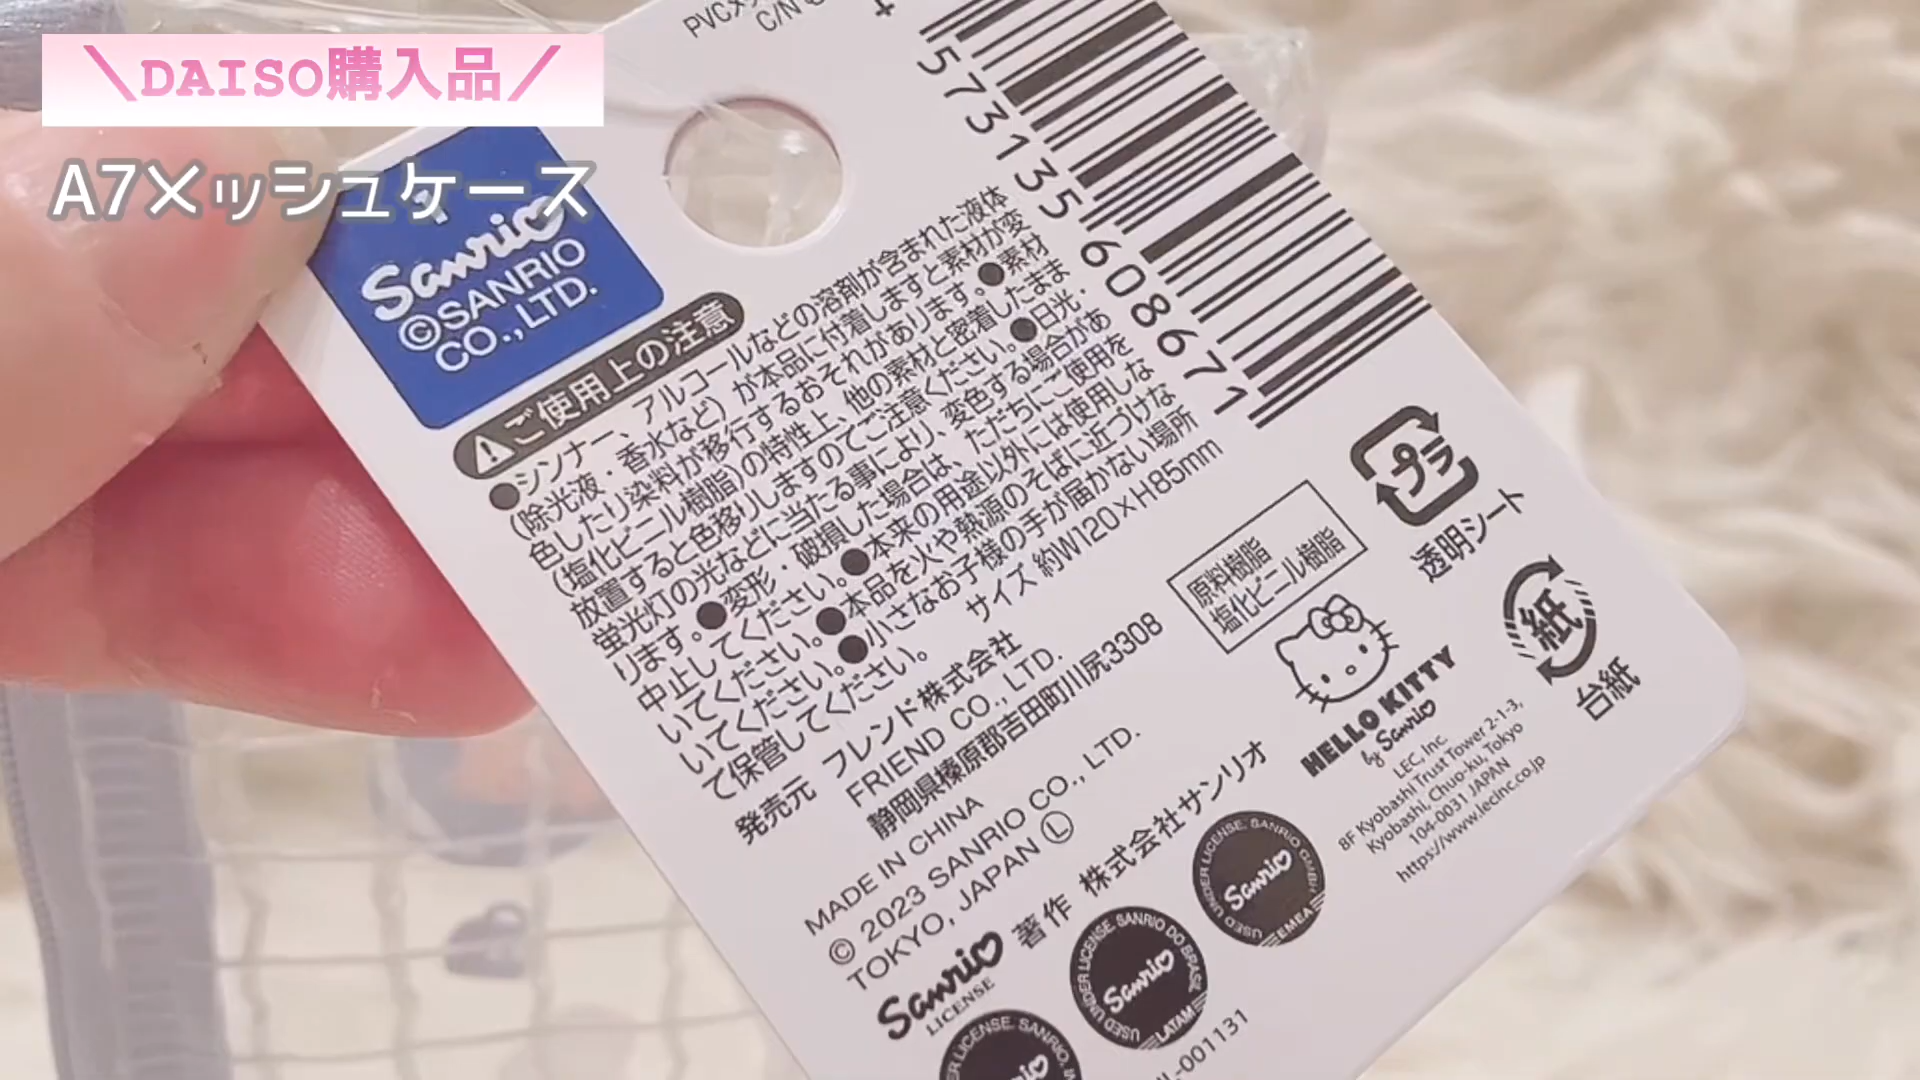 ＼DAISO購入品／
A7メッシュケース
Sanrio
©SANRIO
CO.,LTD.
C/N
573135 608671
ご使用上の注意
●シンナー、アルコールなどの溶剤が含まれた液体
(除光液・香水など)が本品に付着しますと素材が変
色したり染料が移行するおそれがあります。●素材
(塩化ビニール樹脂)の特性上、他の素材と密着したまま
放置すると色移りしますのでご注意ください。●日光・
蛍光灯の光などに当たる事により、変色する場合があ
ります。●変形・破損した場合は、ただちにご使用を
中止してください。●本来の用途以外には使用しな
いでください。●本品を火や熱源のそばに近づけな
いでください。●小さなお子様の手が届かない場所
て保管してください。
サイズ 約W120×H85mm
発売元 フレンド株式会社
FRIEND CO., LTD.
静岡県榛原郡吉田町川尻3308
MADE IN CHINA
© 2023 SANRIO CO., LTD.
TOKYO, JAPAN Ⓛ
Sanrio
LICENSE
著作 株式会社サンリオ
原料樹脂
塩化ビニール樹脂
プラ
透明シート
紙
台紙
HELLO KITTY
by Sanrio
LEC, Inc.
8F Kyobashi Trust Tower 2-1-3,
Kyobashi, Chuo-ku, Tokyo
104-0031 JAPAN
https://www.lecinc.co.jp
USED UNDER LICENSE. SANRIO GMBH
Sanrio
EMEA
USED UNDER LICENSE. SANRIO DO BRASIL
Sanrio
LATAM
LICENSE. SANRIO,
-001131